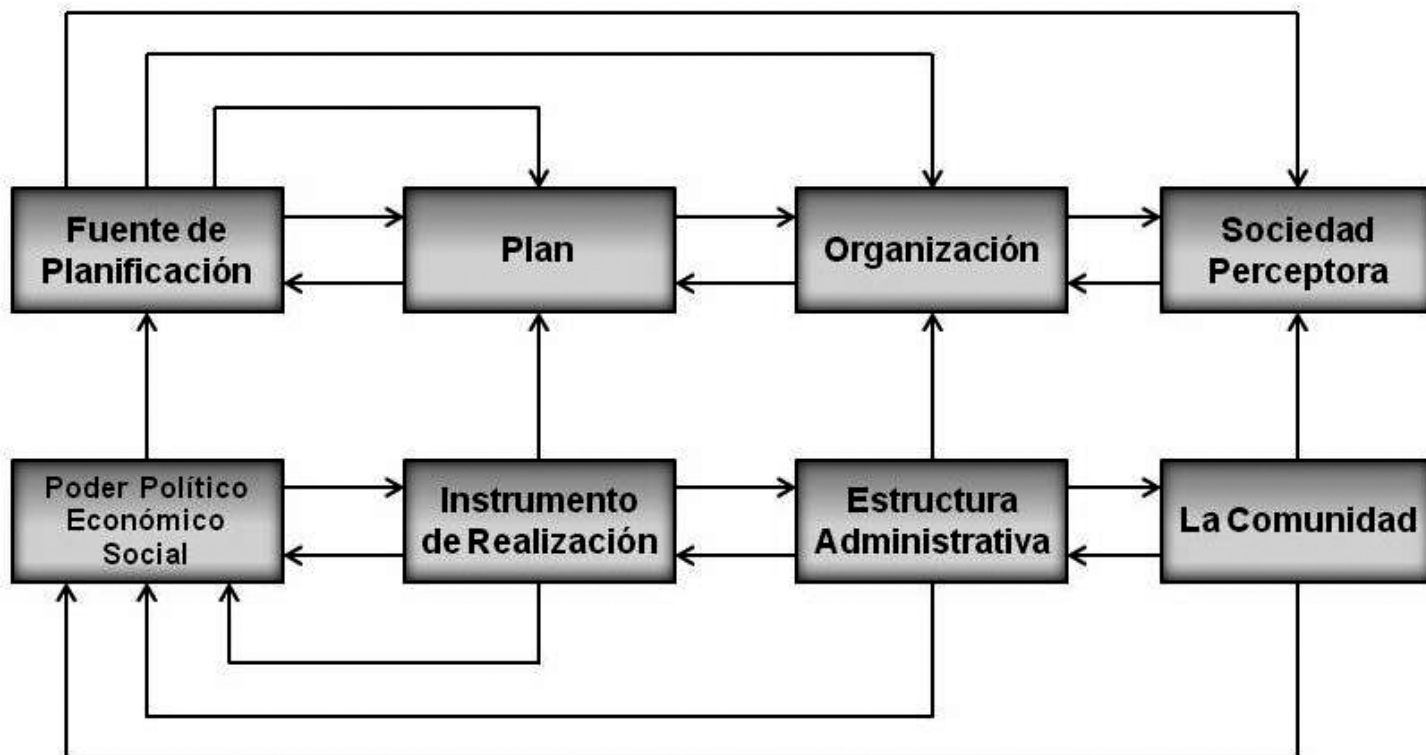 Fuente de
Planificación
Plan
Organización
Sociedad
Perceptora
Poder Político
Económico
Social
Instrumento
de Realización
Estructura
Administrativa
La Comunidad